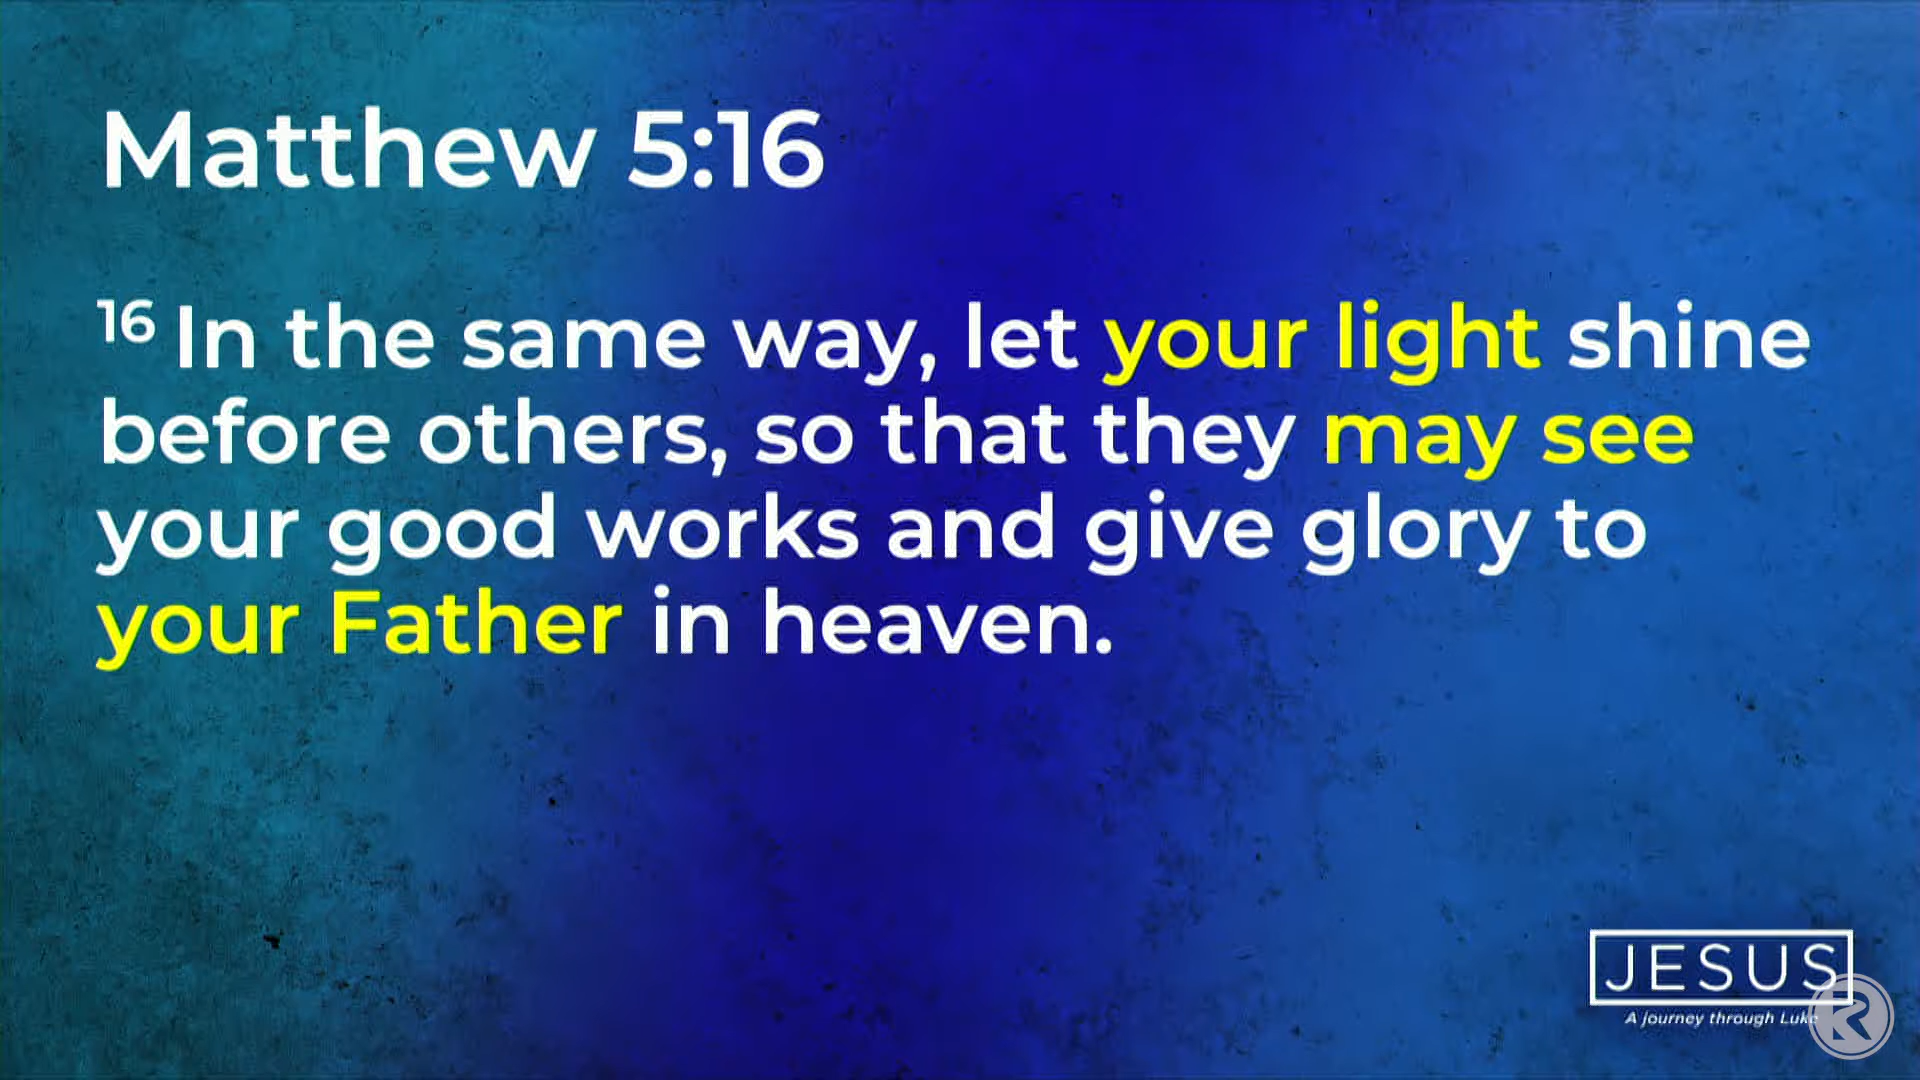 Matthew 5:16
16 In the same way, let your light shine
before others, so that they may see
your good works and give glory to
your Father in heaven.
JESUS
A journey through Luke
R